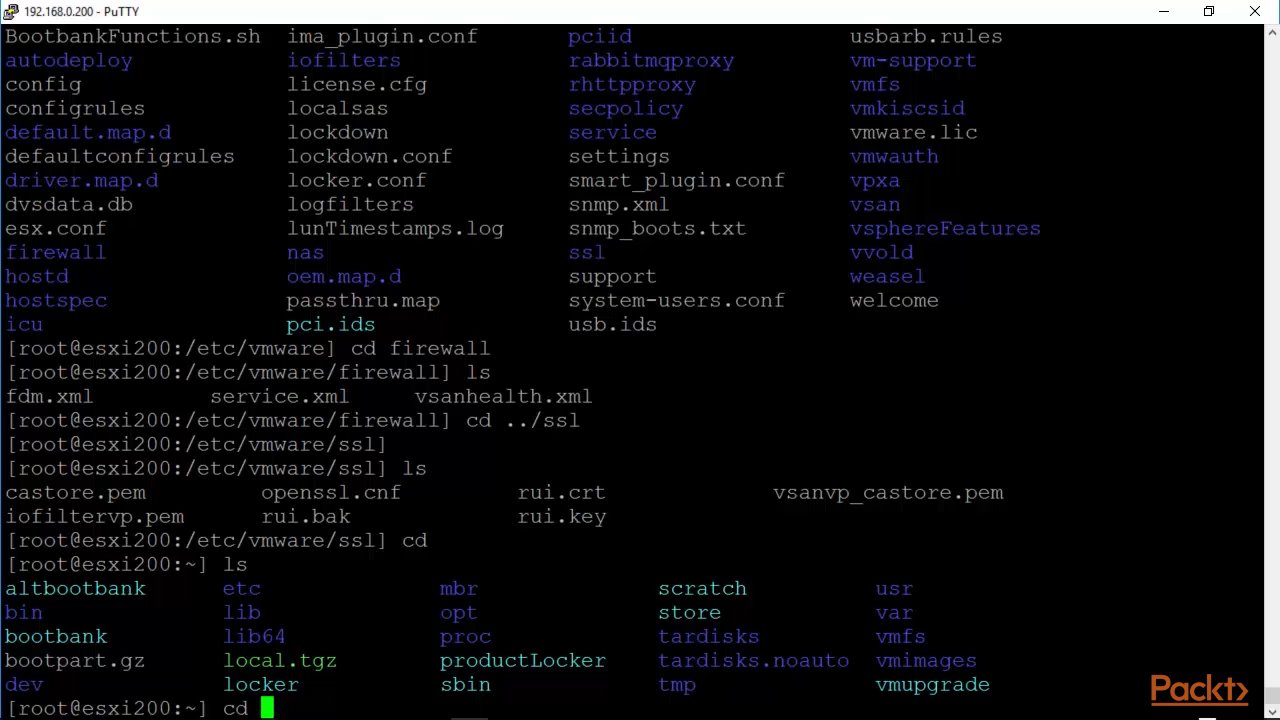 192.168.0.200 - PuTTY
BootbankFunctions.sh ima_plugin.conf pciid usbarb.rules
autodeploy iofilters rabbitmqproxy vm-support
config license.cfg rhttpproxy vmfs
configrules localsas secpolicy vmkiscsid
default.map.d lockdown service vmware.lic
defaultconfigrules lockdown.conf settings vmwauth
driver.map.d locker.conf smart_plugin.conf vpxa
dvsdata.db logfilters snmp.xml vsan
esx.conf lunTimestamps.log snmp_boots.txt vsphereFeatures
firewall nas ssl vvold
hostd oem.map.d support weasel
hostspec passthru.map system-users.conf welcome
icu pci.ids usb.ids
[root@esxi200:/etc/vmware] cd firewall
[root@esxi200:/etc/vmware/firewall] ls
fdm.xml service.xml vsanhealth.xml
[root@esxi200:/etc/vmware/firewall] cd ../ssl
[root@esxi200:/etc/vmware/ssl]
[root@esxi200:/etc/vmware/ssl] ls
castore.pem openssl.cnf rui.crt vsanvp_castore.pem
iofiltervp.pem rui.bak rui.key
[root@esxi200:/etc/vmware/ssl] cd
[root@esxi200:~] ls
altbootbank etc mbr scratch usr
bin lib opt store var
bootbank lib64 proc tardisks vmfs
bootpart.gz local.tgz productLocker tardisks.noauto vmimages
dev locker sbin tmp vmupgrade
[root@esxi200:~] cd
Packt>